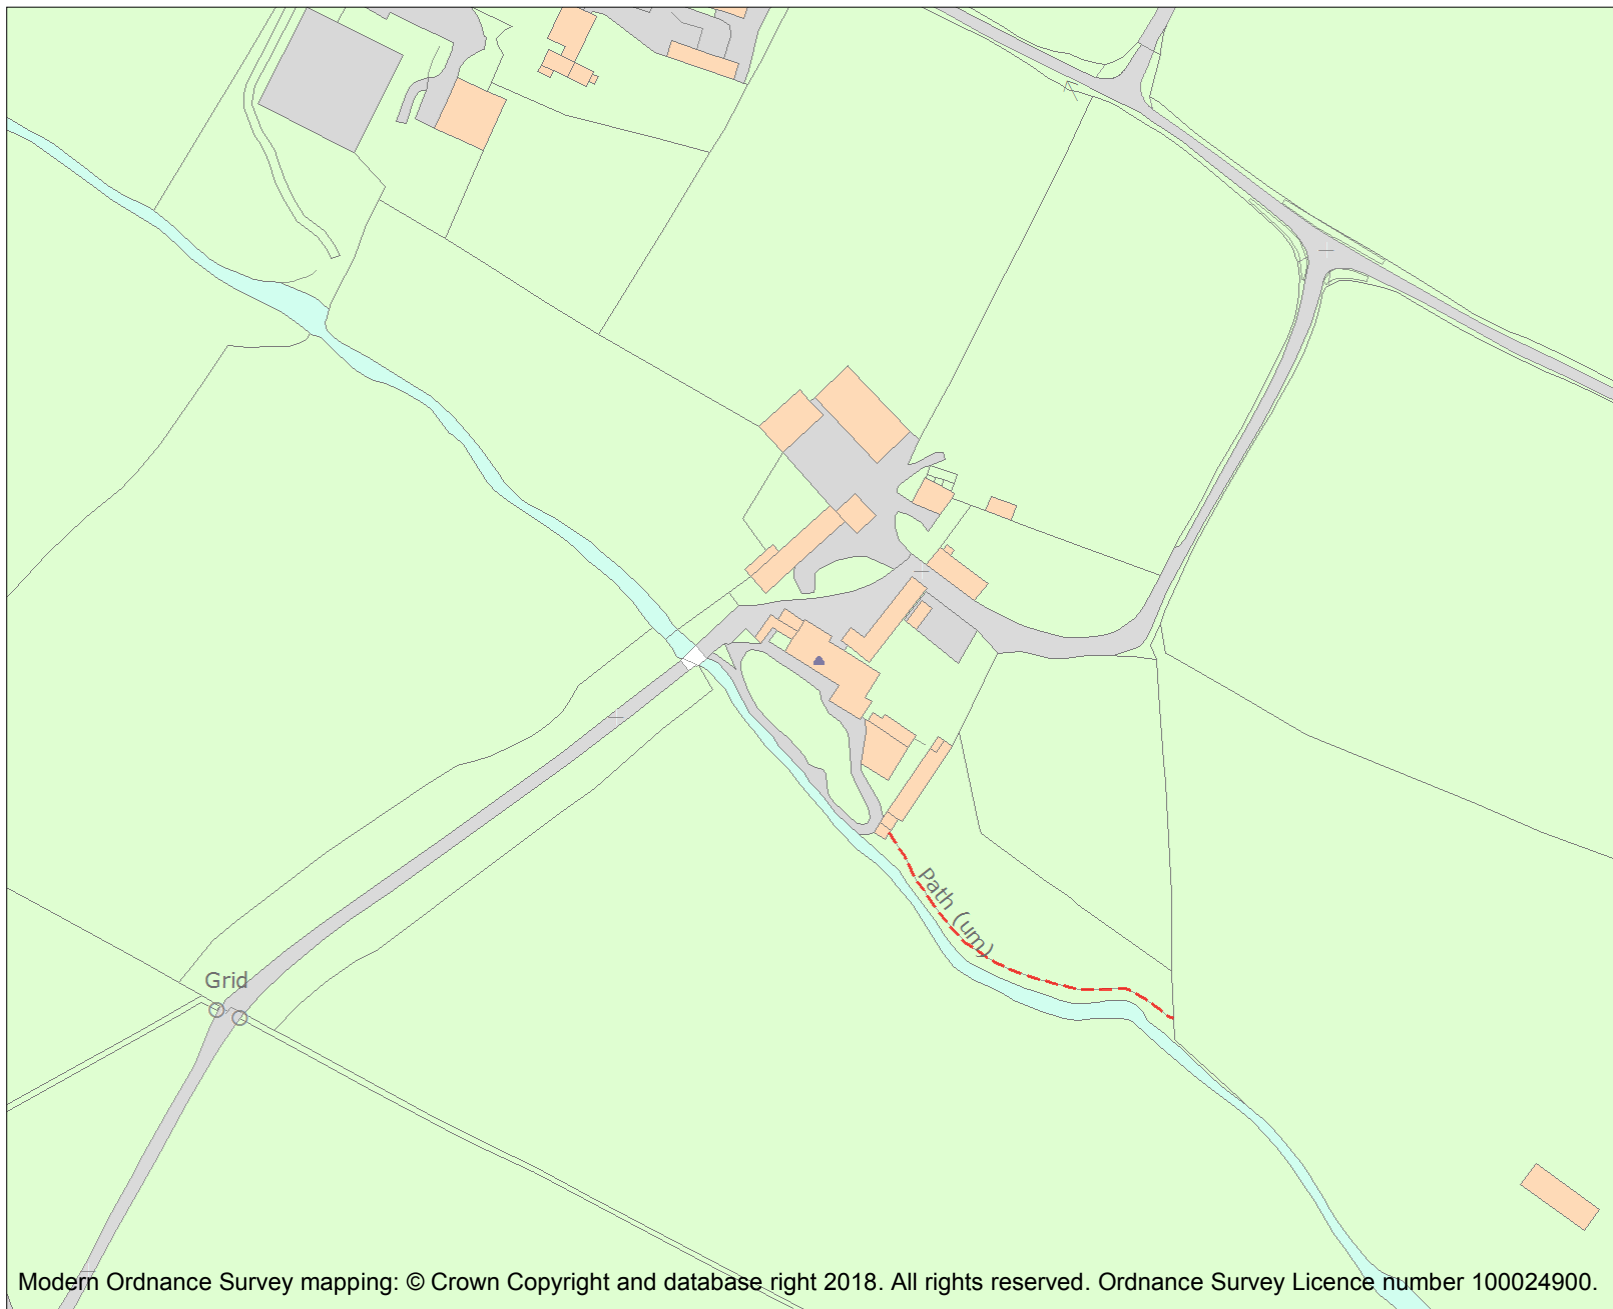 Path (um)
Grid
Modern Ordnance Survey mapping: © Crown Copyright and database right 2018. All rights reserved. Ordnance Survey Licence number 100024900.